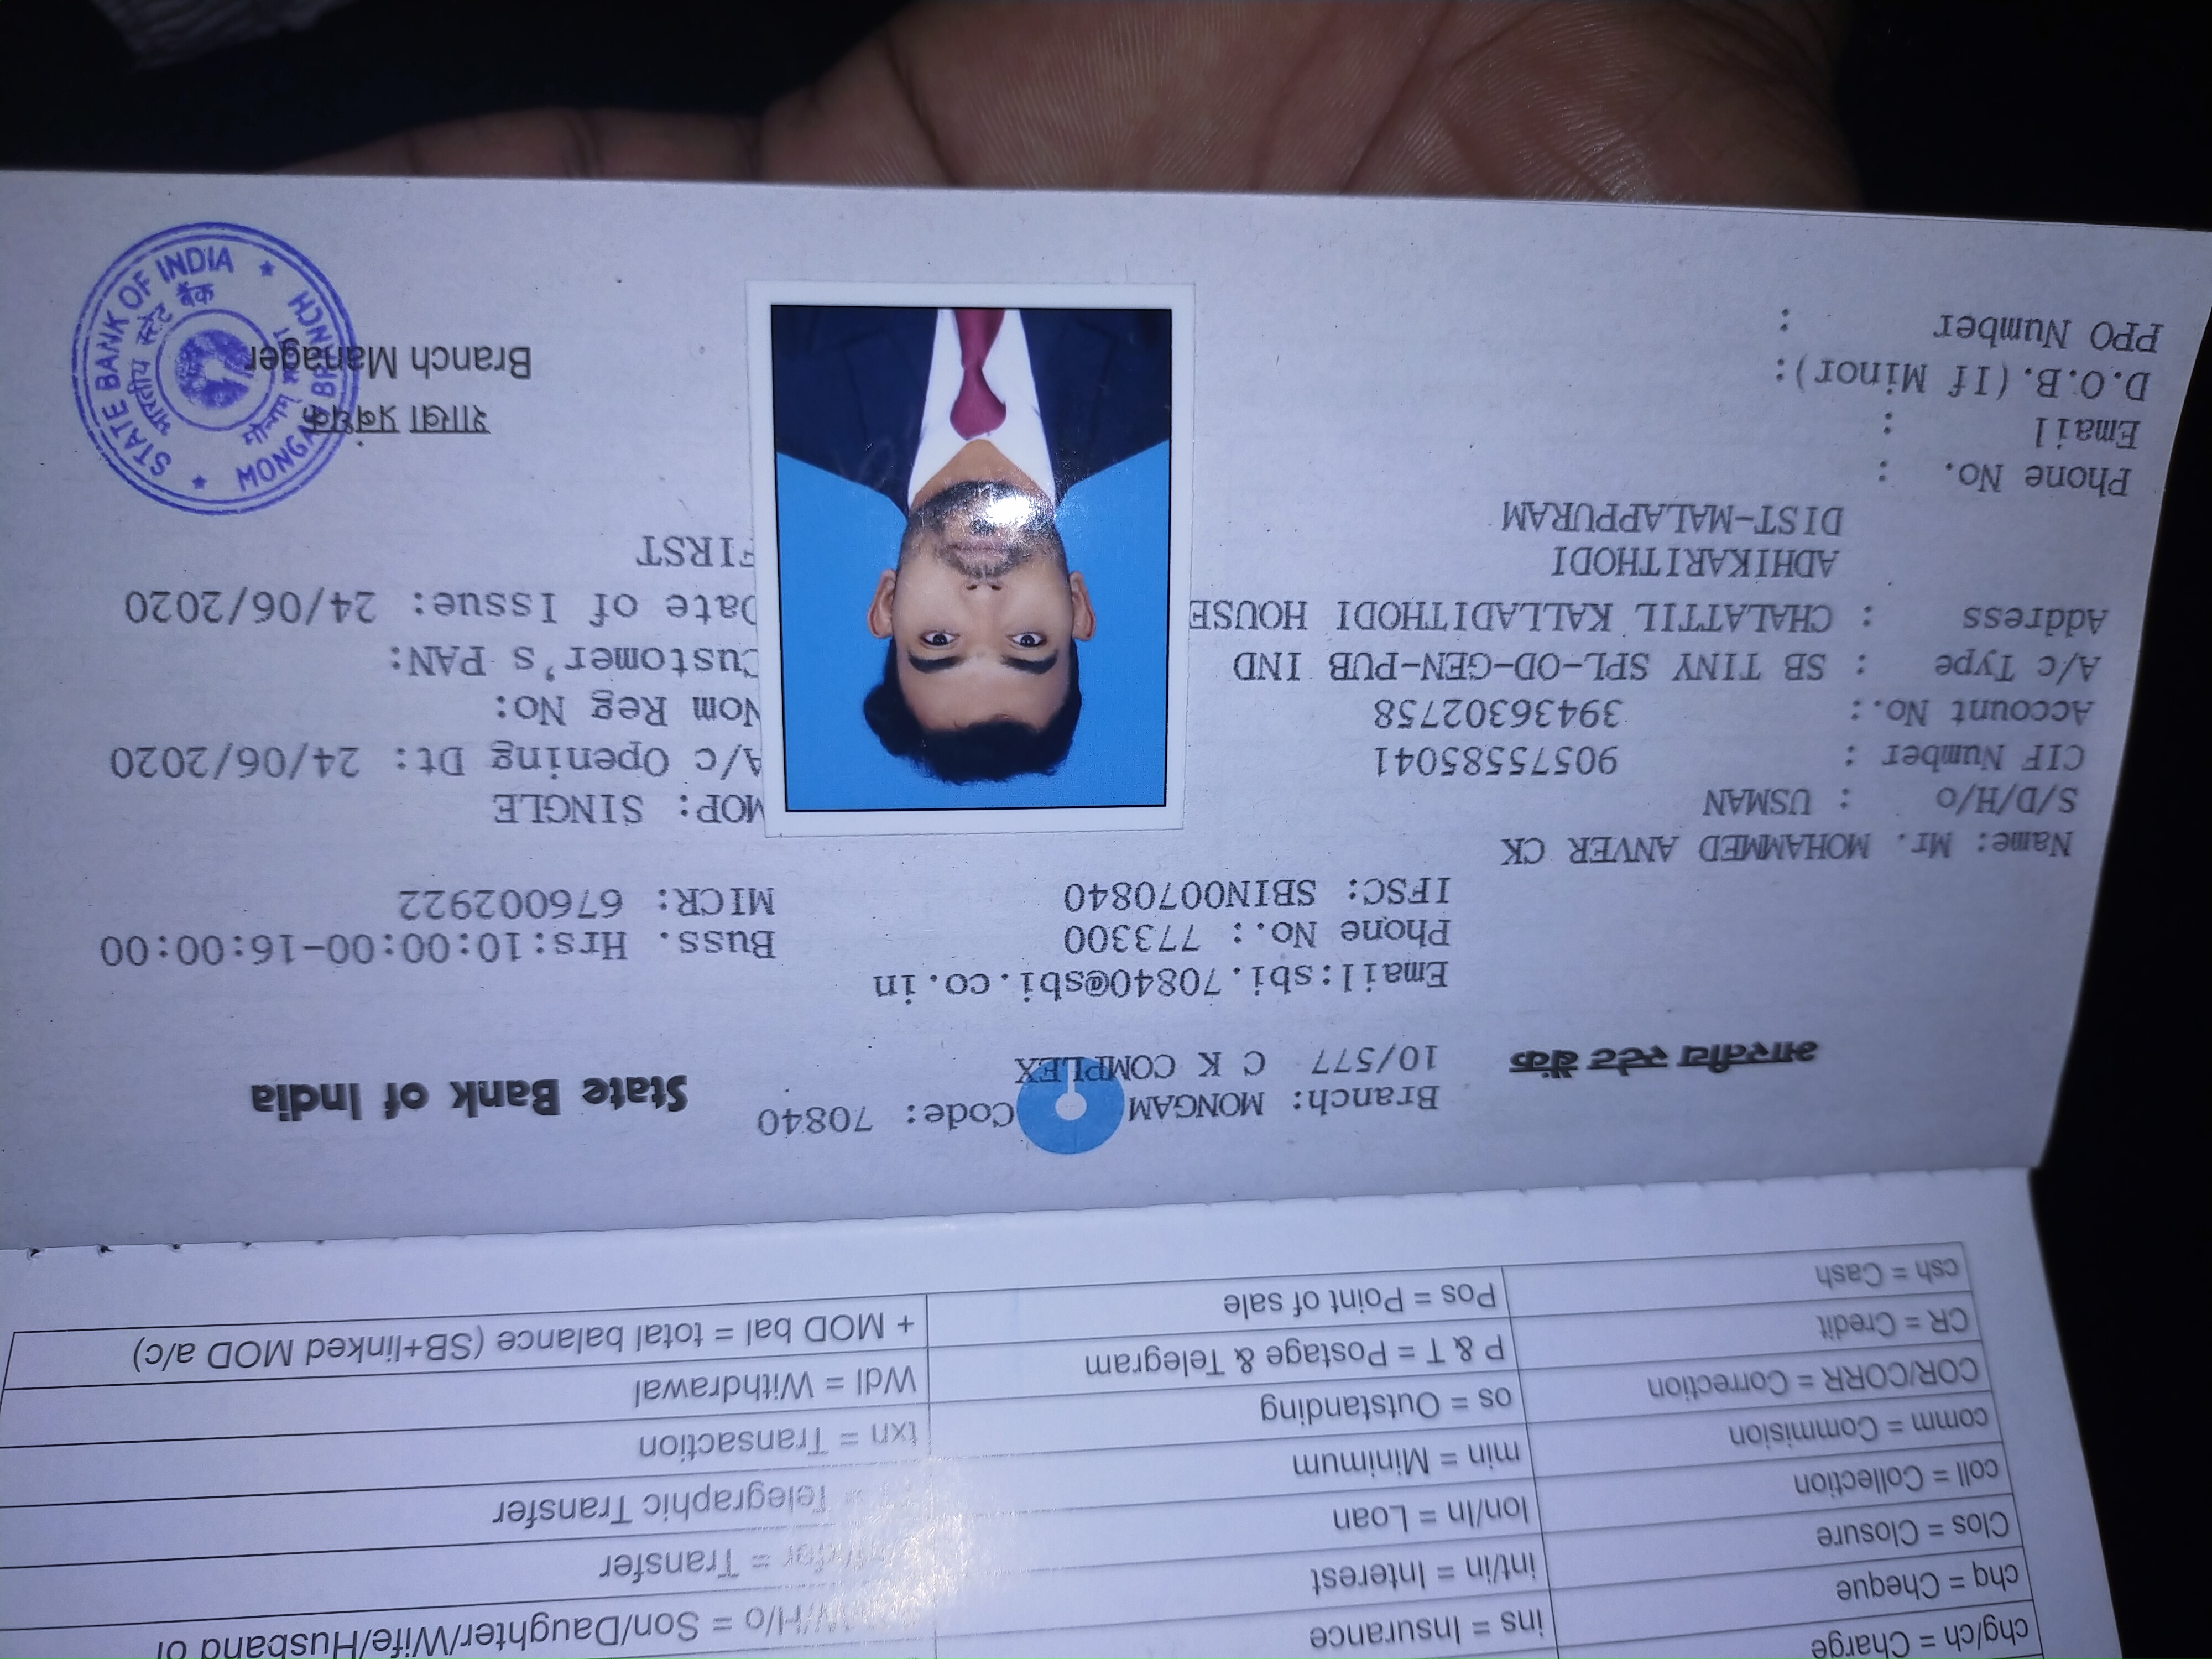 chg/ch = Charge
ins = Insurance
W/H/o = Son/Daughter/Wife/Husband of
chq = Cheque
int/in = Interest
= Transfer
Clos = Closure
lon/ln = Loan
= Telegraphic Transfer
coll = Collection
min = Minimum
txn = Transaction
comm = Commision
os = Outstanding
Wdl = Withdrawal
COR/CORR = Correction
P & T = Postage & Telegram
+ MOD bal = total balance (SB+linked MOD a/c)
CR = Credit
Pos = Point of sale
csh = Cash
भारतीय स्टेट बैंक
Branch: MONGAM Code: 70840
10/577 C K COMPLEX
State Bank of India
Email:sbi.70840@sbi.co.in
Phone No.: 773300 Buss. Hrs:10:00:00-16:00:00
IFSC: SBIN0070840 MICR: 676002922
Name: Mr. MOHAMMED ANVER CK
S/D/H/o : USMAN MOP: SINGLE
CIF Number : 90575585041 A/c Opening Dt: 24/06/2020
Account No.: 39436302758 Nom Reg No:
A/c Type : SB TINY SPL-OD-GEN-PUB IND Customer's PAN:
Address : CHALATTIL KALLADITHODI HOUSE Date of Issue: 24/06/2020
ADHIKARITHODI FIRST
DIST-MALAPPURAM
Phone No. :
Email :
D.O.B.(If Minor):
PPO Number :
शाखा प्रबंधक
Branch Manager
STATE BANK OF INDIA
भारतीय स्टेट बैंक
MONGAM BRANCH